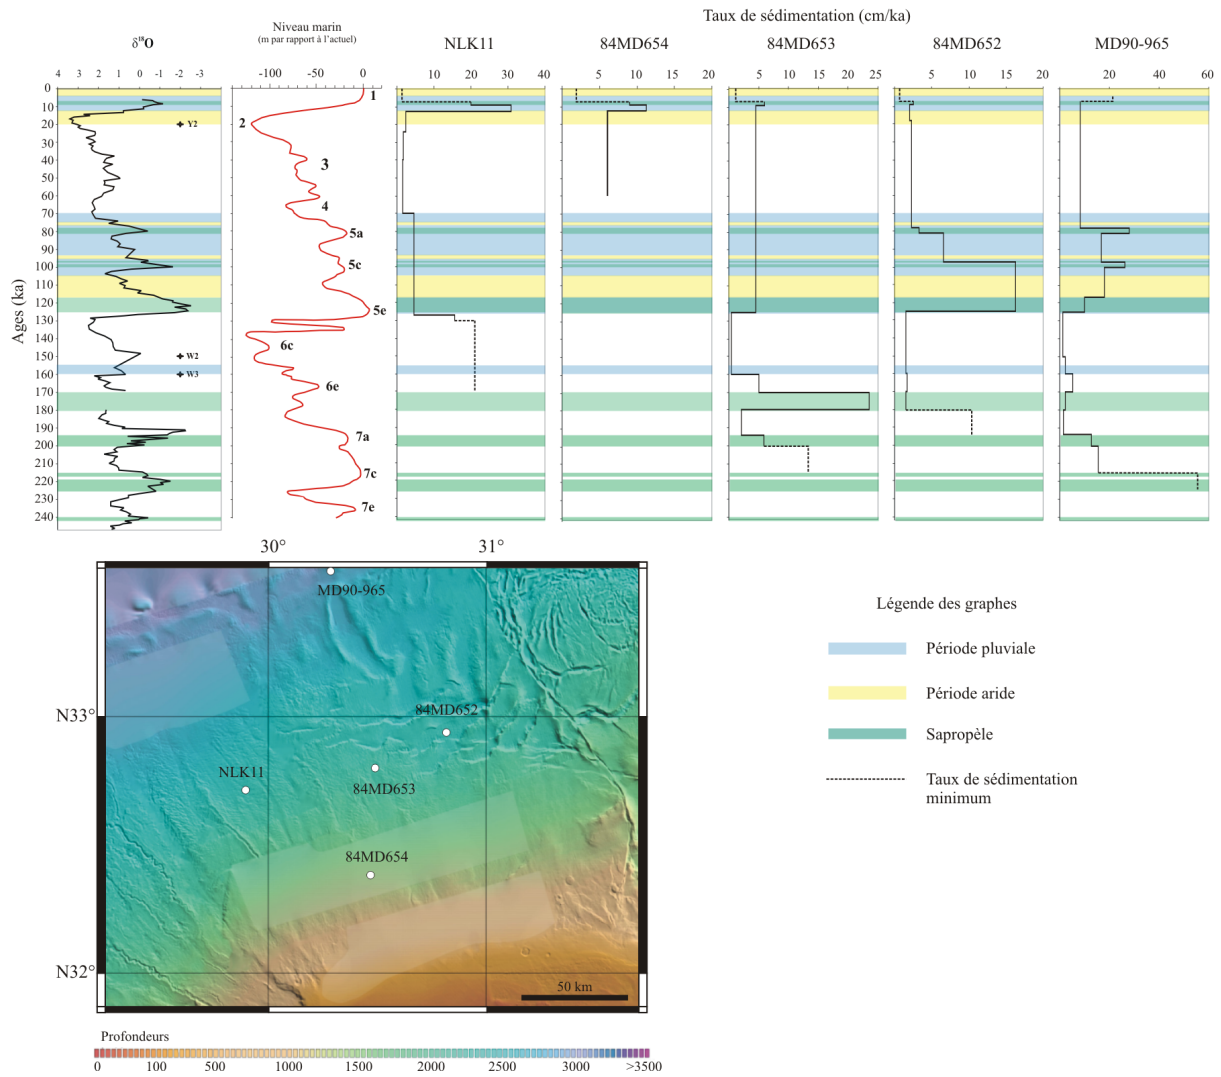 Taux de sédimentation (cm/ka)
δ¹⁸O
Niveau marin
(m par rapport à l'actuel)
NLK11
84MD654
84MD653
84MD652
MD90-965
4 3 2 1 0 -1 -2 -3
-100 -50 0
10 20 30 40
5 10 15 20
5 10 15 20 25
5 10 15 20
20 40 60
Ages (ka)
0
10
20
30
40
50
60
70
80
90
100
110
120
130
140
150
160
170
180
190
200
210
220
230
240
Y2
W2
W3
1
2
3
4
5a
5c
5e
6c
6e
7a
7c
7e
30° 31°
N33°
N32°
MD90-965
84MD652
NLK11
84MD653
84MD654
50 km
Profondeurs
0 100 500 1000 1500 2000 2500 3000 >3500
Légende des graphes
Période pluviale
Période aride
Sapropèle
Taux de sédimentation
minimum